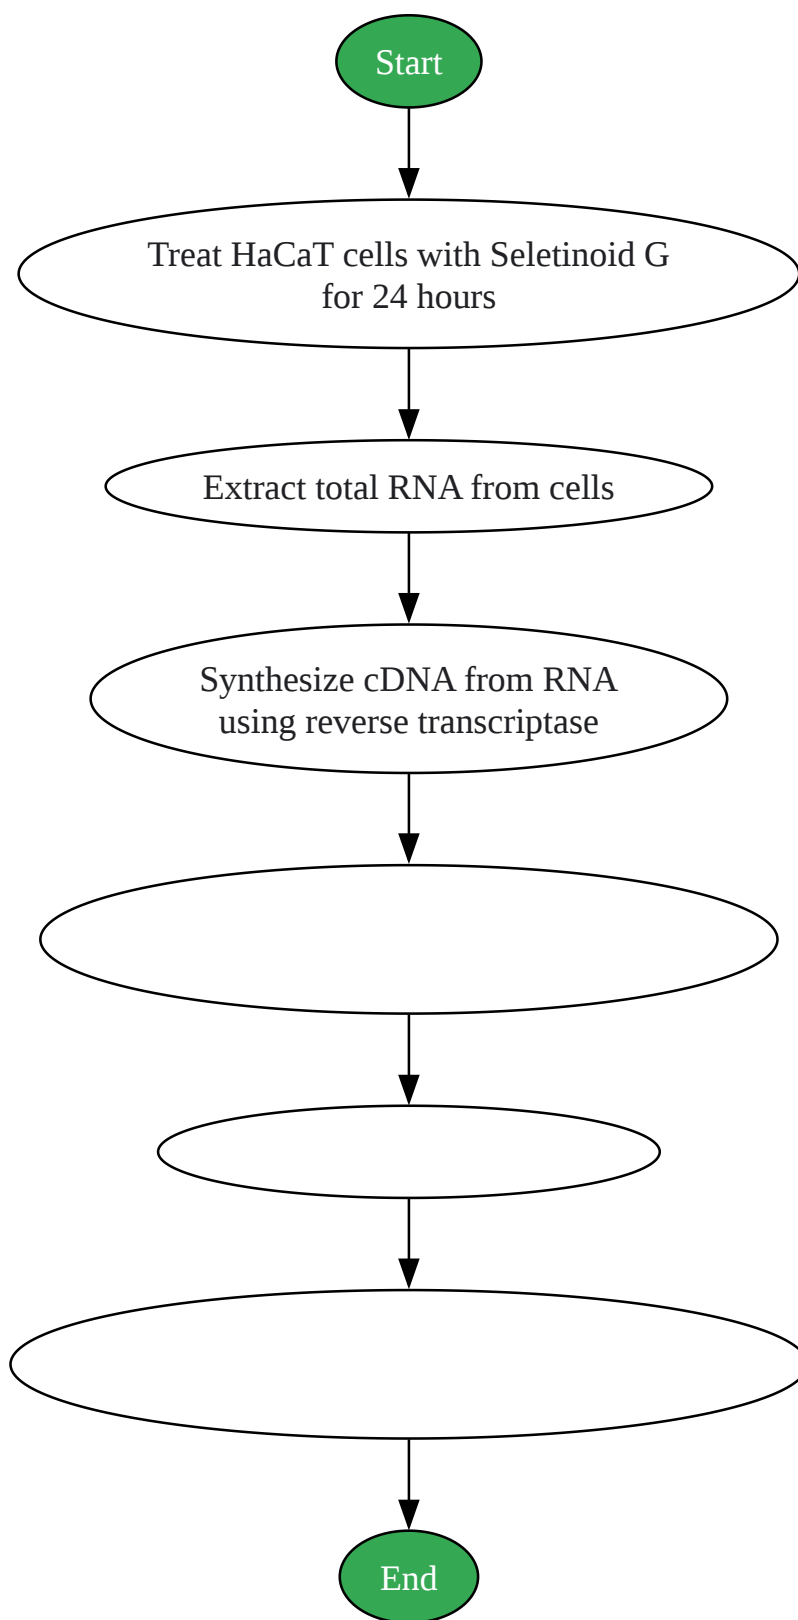 Start
Treat HaCaT cells with Seletinoid G
for 24 hours
Extract total RNA from cells
Synthesize cDNA from RNA
using reverse transcriptase
End